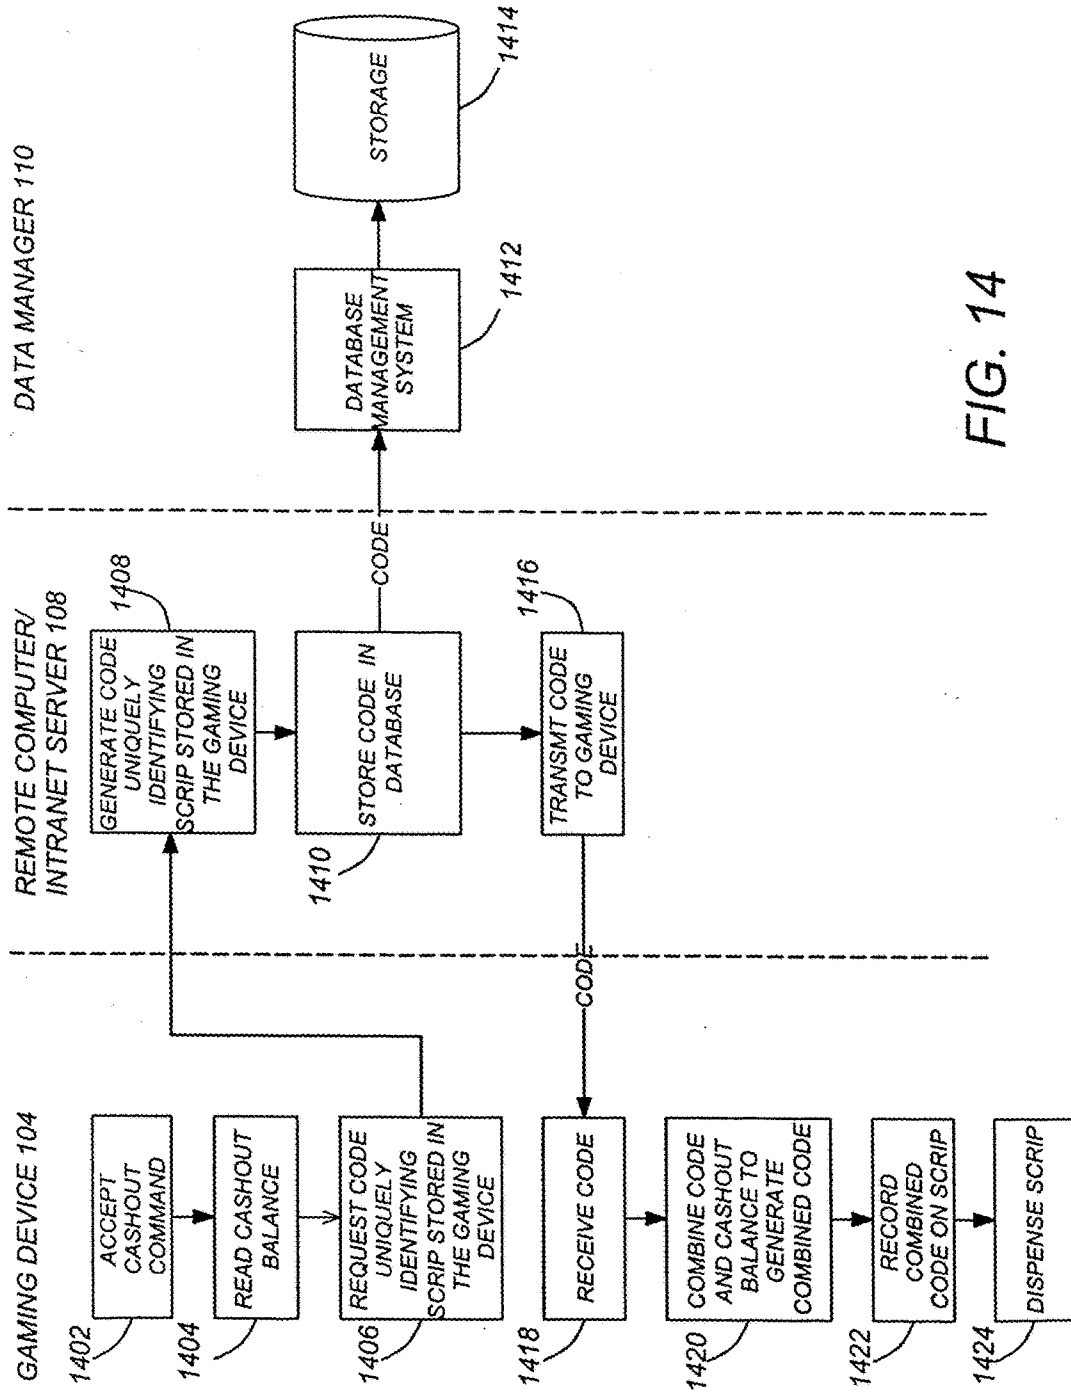 GAMING DEVICE 104
REMOTE COMPUTER/
INTRANET SERVER 108
DATA MANAGER 110
1402
ACCEPT
CASHOUT
COMMAND
1404
READ CASHOUT
BALANCE
1406
REQUEST CODE
UNIQUELY
IDENTIFYING
SCRIP STORED IN
THE GAMING
DEVICE
1408
GENERATE CODE
UNIQUELY
IDENTIFYING
SCRIP STORED IN
THE GAMING
DEVICE
1410
STORE CODE IN
DATABASE
CODE
DATABASE
MANAGEMENT
SYSTEM
1412
STORAGE
1414
1416
TRANSMT CODE
TO GAMING
DEVICE
CODE
1418
RECEIVE CODE
1420
COMBINE CODE
AND CASHOUT
BALANCE TO
GENERATE
COMBINED CODE
1422
RECORD
COMBINED
CODE ON SCRIP
1424
DISPENSE SCRIP
FIG. 14